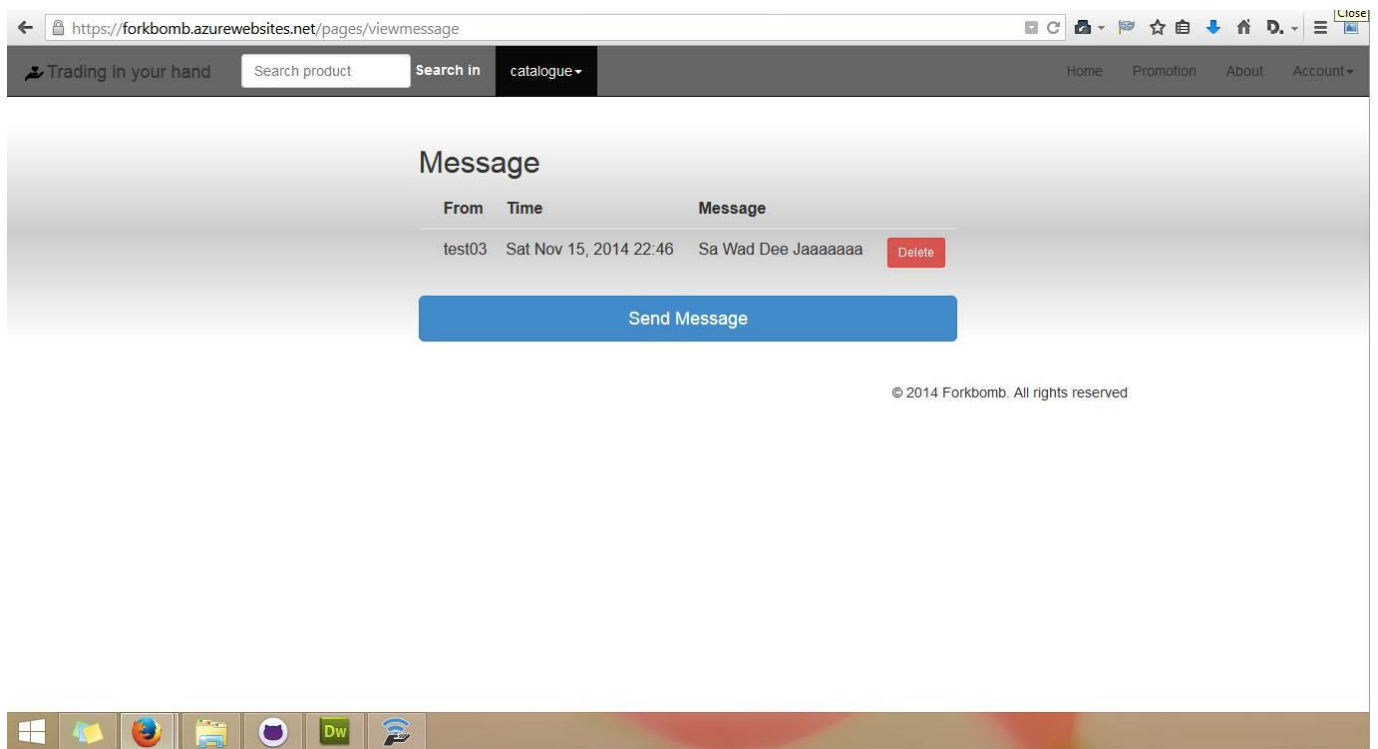 Close
https://forkbomb.azurewebsites.net/pages/viewmessage
D.
Trading in your hand Search product Search in catalogue Home Promotion About Account
Message
From Time Message
test03 Sat Nov 15, 2014 22:46 Sa Wad Dee Jaaaaaaa Delete
Send Message
© 2014 Forkbomb. All rights reserved
Dw